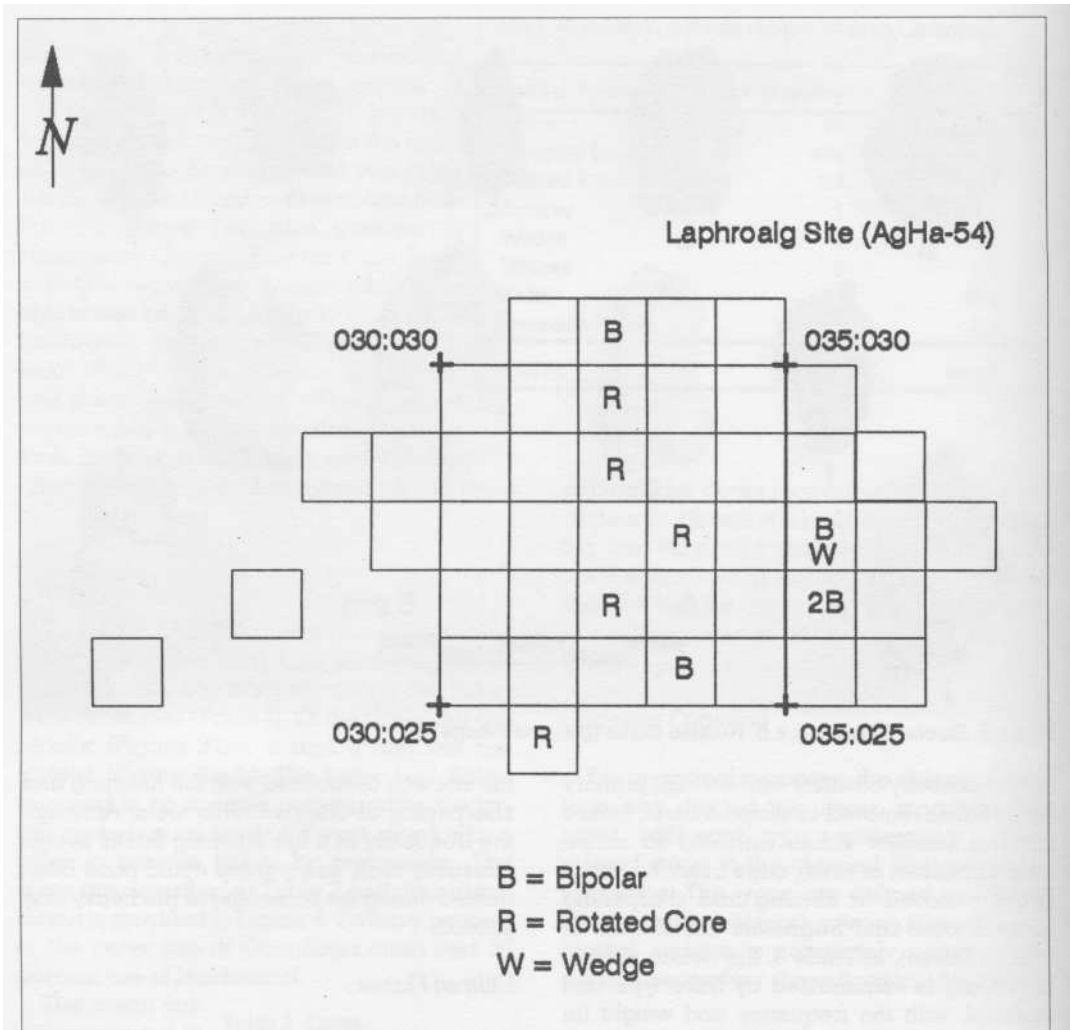 N
Laphroaig Site (AgHa-54)
B
030:030 035:030
R
R
R B
W
R 2B
B
030:025 035:025
R
B = Bipolar
R = Rotated Core
W = Wedge